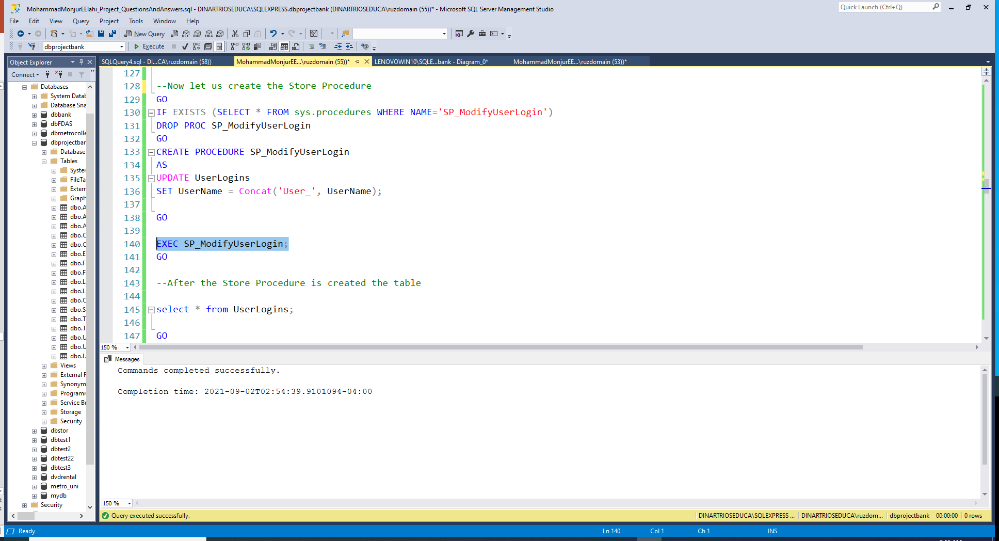 MohammadMonjurEElahi_Project_QuestionsAndAnswers.sql - DINARTRIOSEDUCA\SQLEXPRESS.dbprojectbank (DINARTRIOSEDUCA\ruzdomain (55))* - Microsoft SQL Server Management Studio
Quick Launch (Ctrl+Q)
File Edit View Query Project Tools Window Help
New Query MDX DMX XMLA DAX
dbprojectbank Execute
Object Explorer
SQLQuery4.sql - DI...CA\ruzdomain (58))
MohammadMonjurEE...\ruzdomain (55))*
LENOVOWIN10\SQLE...bank - Diagram_0*
MohammadMonjurEE...\ruzdomain (53))*
Connect
Databases
System Datab
Database Sna
dbbank
dbFDAS
dbmetrocolle
dbprojectbar
Database
Tables
System
FileTa
Extern
Graph
dbo.A
dbo.A
dbo.A
dbo.C
dbo.C
dbo.E
dbo.F
dbo.F
dbo.L
dbo.L
dbo.C
dbo.S
dbo.T
dbo.T
dbo.U
dbo.U
dbo.U
Views
External R
Synonym
Programr
Service Br
Storage
Security
dbstor
dbtest1
dbtest2
dbtest22
dbtest3
dvdrental
metro_uni
mydb
Security
127
128 --Now let us create the Store Procedure
129 GO
130 IF EXISTS (SELECT * FROM sys.procedures WHERE NAME='SP_ModifyUserLogin')
131 DROP PROC SP_ModifyUserLogin
132 GO
133 CREATE PROCEDURE SP_ModifyUserLogin
134 AS
135 UPDATE UserLogins
136 SET UserName = Concat('User_', UserName);
137
138 GO
139
140 EXEC SP_ModifyUserLogin;
141 GO
142
143 --After the Store Procedure is created the table
144
145 select * from UserLogins;
146
147 GO
150 %
Messages
Commands completed successfully.
Completion time: 2021-09-02T02:54:39.9101094-04:00
150 %
Query executed successfully.
DINARTRIOSEDUCA\SQLEXPRESS ... DINARTRIOSEDUCA\ruzdom... dbprojectbank 00:00:00 0 rows
Ready Ln 140 Col 1 Ch 1 INS